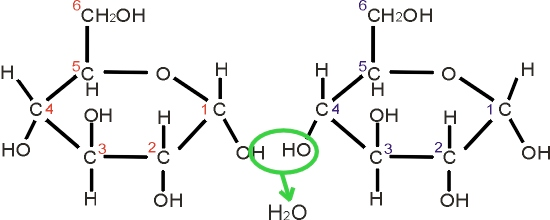 6 6
CH₂OH CH₂OH
H 5 C O H H 5 C O H
H H
C 4 OH H 1 C C 4 OH H 1 C
HO C 3 2 C OH HO C 3 2 C OH
H OH H OH
H₂O